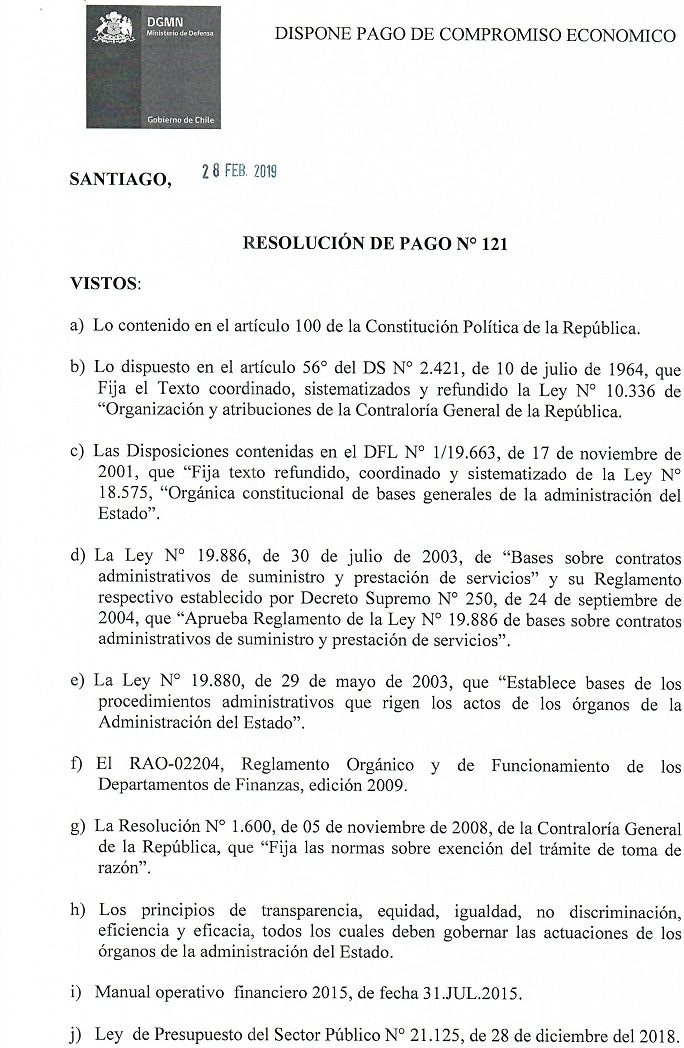 DGMN
Ministerio de Defensa
Gobierno de Chile
DISPONE PAGO DE COMPROMISO ECONOMICO
SANTIAGO, 28 FEB. 2019
RESOLUCIÓN DE PAGO N° 121
VISTOS:
a) Lo contenido en el artículo 100 de la Constitución Política de la República.
b) Lo dispuesto en el artículo 56° del DS N° 2.421, de 10 de julio de 1964, que
Fija el Texto coordinado, sistematizados y refundido la Ley N° 10.336 de
“Organización y atribuciones de la Contraloría General de la República.
c) Las Disposiciones contenidas en el DFL N° 1/19.663, de 17 de noviembre de
2001, que “Fija texto refundido, coordinado y sistematizado de la Ley N°
18.575, “Orgánica constitucional de bases generales de la administración del
Estado”.
d) La Ley N° 19.886, de 30 de julio de 2003, de “Bases sobre contratos
administrativos de suministro y prestación de servicios” y su Reglamento
respectivo establecido por Decreto Supremo N° 250, de 24 de septiembre de
2004, que “Aprueba Reglamento de la Ley N° 19.886 de bases sobre contratos
administrativos de suministro y prestación de servicios”.
e) La Ley N° 19.880, de 29 de mayo de 2003, que “Establece bases de los
procedimientos administrativos que rigen los actos de los órganos de la
Administración del Estado”.
f) El RAO-02204, Reglamento Orgánico y de Funcionamiento de los
Departamentos de Finanzas, edición 2009.
g) La Resolución N° 1.600, de 05 de noviembre de 2008, de la Contraloría General
de la República, que “Fija las normas sobre exención del trámite de toma de
razón”.
h) Los principios de transparencia, equidad, igualdad, no discriminación,
eficiencia y eficacia, todos los cuales deben gobernar las actuaciones de los
órganos de la administración del Estado.
i) Manual operativo financiero 2015, de fecha 31.JUL.2015.
j) Ley de Presupuesto del Sector Público N° 21.125, de 28 de diciembre del 2018.